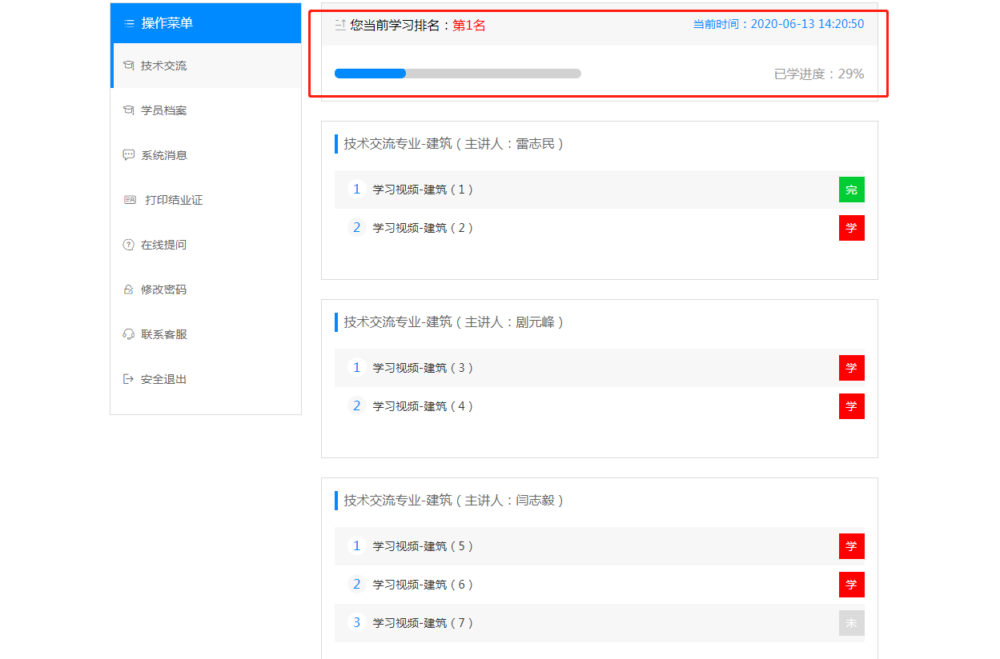 操作菜单
技术交流
学员档案
系统消息
打印结业证
在线提问
修改密码
联系客服
安全退出
您当前学习排名：第1名
当前时间：2020-06-13 14:20:50
已学进度：29%
技术交流专业-建筑（主讲人：雷志民）
1 学习视频-建筑（1） 完
2 学习视频-建筑（2） 学
技术交流专业-建筑（主讲人：剧元峰）
1 学习视频-建筑（3） 学
2 学习视频-建筑（4） 学
技术交流专业-建筑（主讲人：闫志毅）
1 学习视频-建筑（5） 学
2 学习视频-建筑（6） 学
3 学习视频-建筑（7） 未